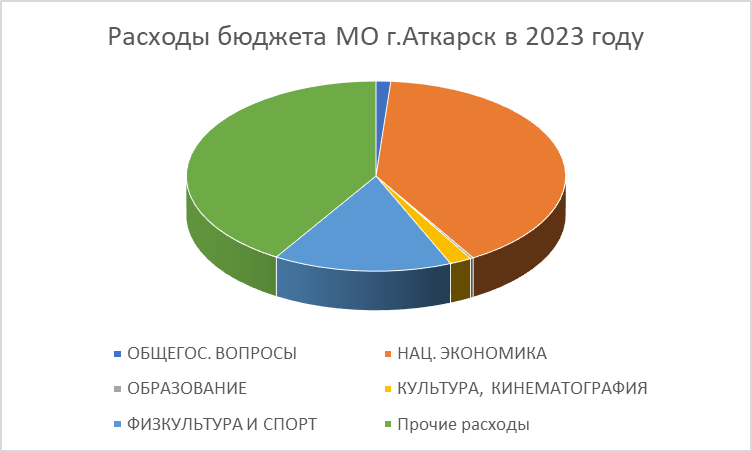 Расходы бюджета МО г.Аткарск в 2023 году
ОБЩЕГОС. ВОПРОСЫ
НАЦ. ЭКОНОМИКА
ОБРАЗОВАНИЕ
КУЛЬТУРА, КИНЕМАТОГРАФИЯ
ФИЗКУЛЬТУРА И СПОРТ
Прочие расходы